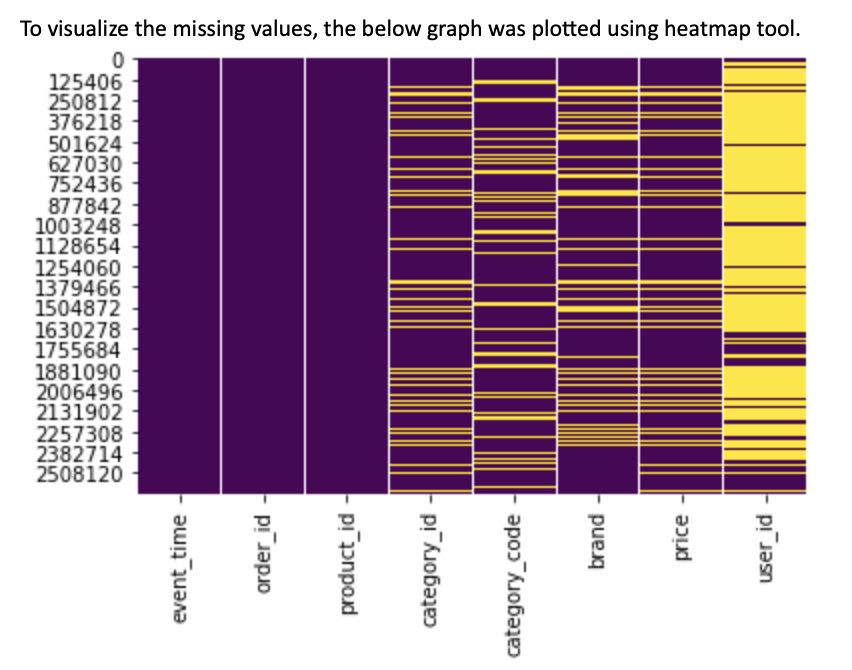 To visualize the missing values, the below graph was plotted using heatmap tool.
0
125406
250812
376218
501624
627030
752436
877842
1003248
1128654
1254060
1379466
1504872
1630278
1755684
1881090
2006496
2131902
2257308
2382714
2508120
event_time
order_id
product_id
category_id
category_code
brand
price
user_id